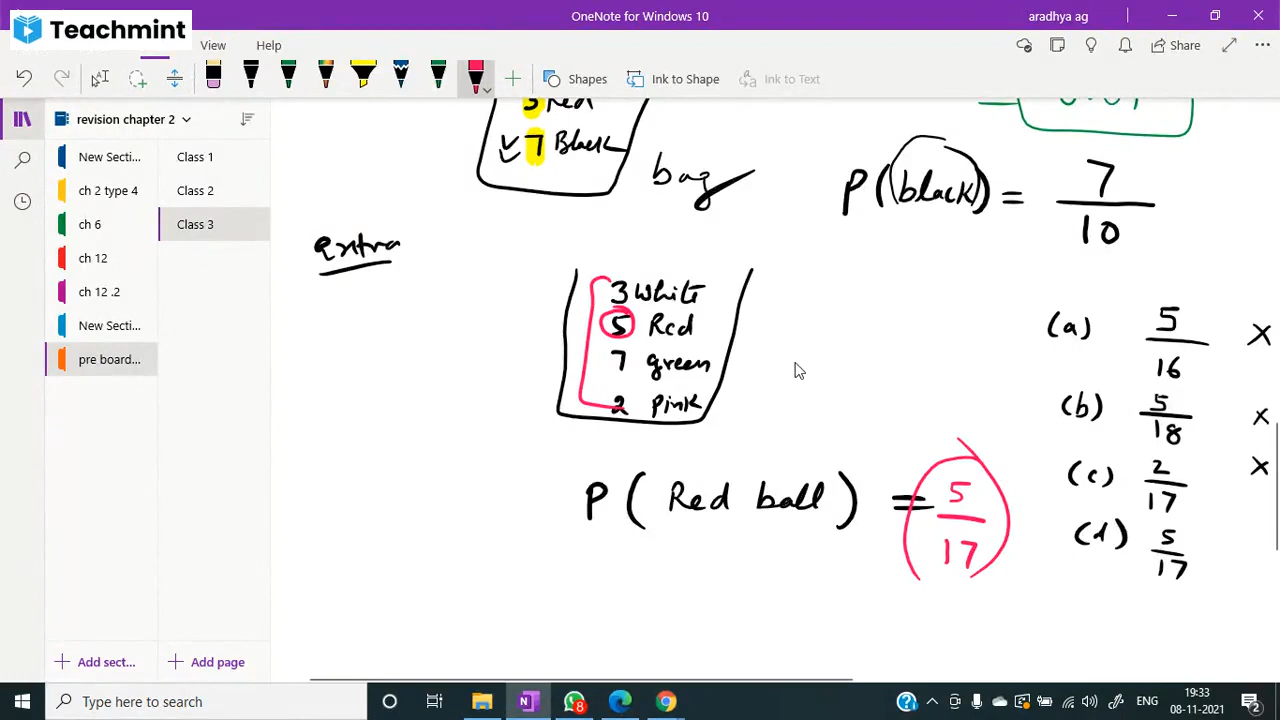 Teachmint
OneNote for Windows 10
aradhya ag
View
Help
Share
Shapes
Ink to Shape
Ink to Text
revision chapter 2
New Secti...
ch 2 type 4
ch 6
ch 12
ch 12 .2
New Secti...
pre board...
Class 1
Class 2
Class 3
3 Red
7 Black
bag
P(black) = 7/10
extra
3 White
5 Red
7 green
2 Pink
P ( Red ball ) = 5/17
(a) 5/16 ×
(b) 5/18 ×
(c) 2/17 ×
(d) 5/17
Add sect...
Add page
Type here to search
8
ENG
19:33
08-11-2021
2